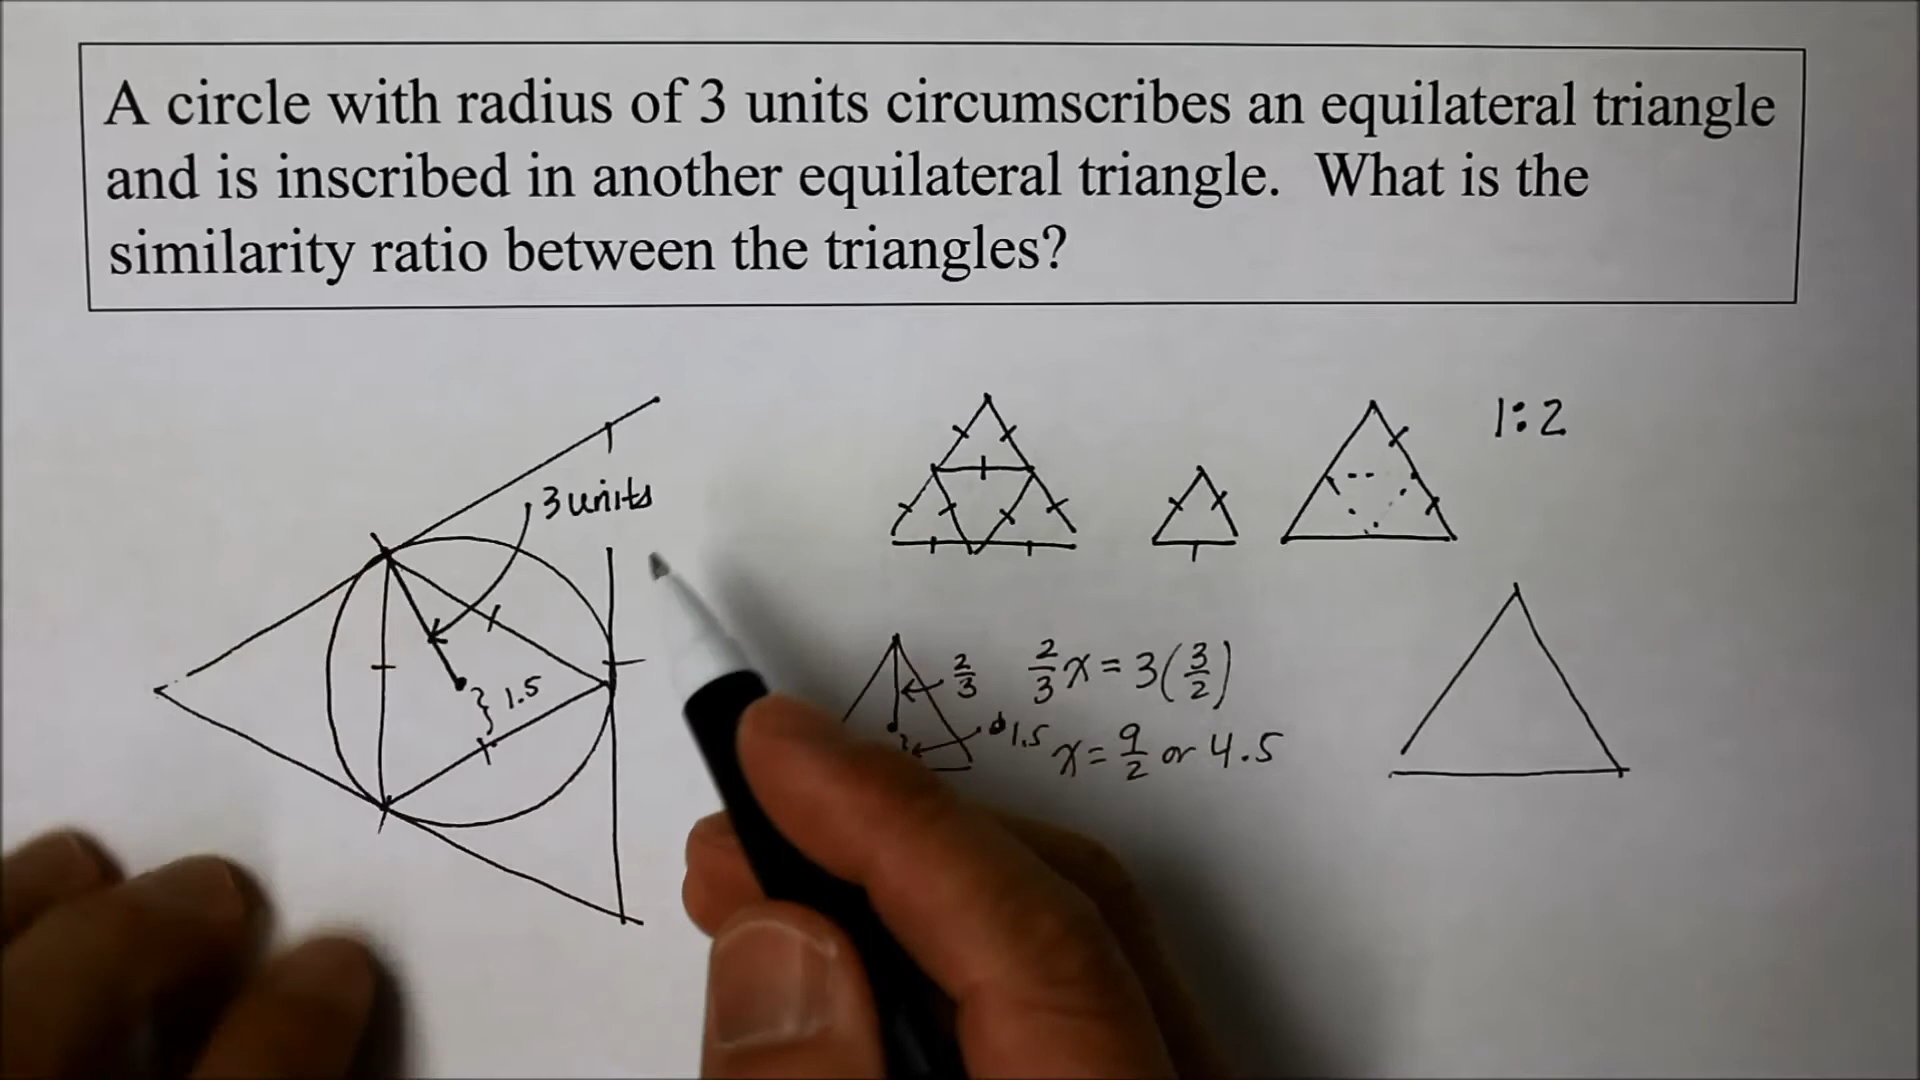 A circle with radius of 3 units circumscribes an equilateral triangle
and is inscribed in another equilateral triangle. What is the
similarity ratio between the triangles?
1:2
3 units
1.5
2/3
2/3 x = 3(3/2)
1.5
x = 9/2 or 4.5